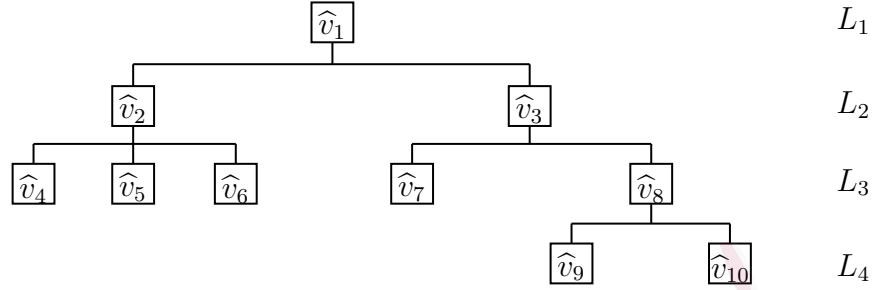 v̂₁ L₁
v̂₂ v̂₃ L₂
v̂₄ v̂₅ v̂₆ v̂₇ v̂₈ L₃
v̂₉ v̂₁₀ L₄